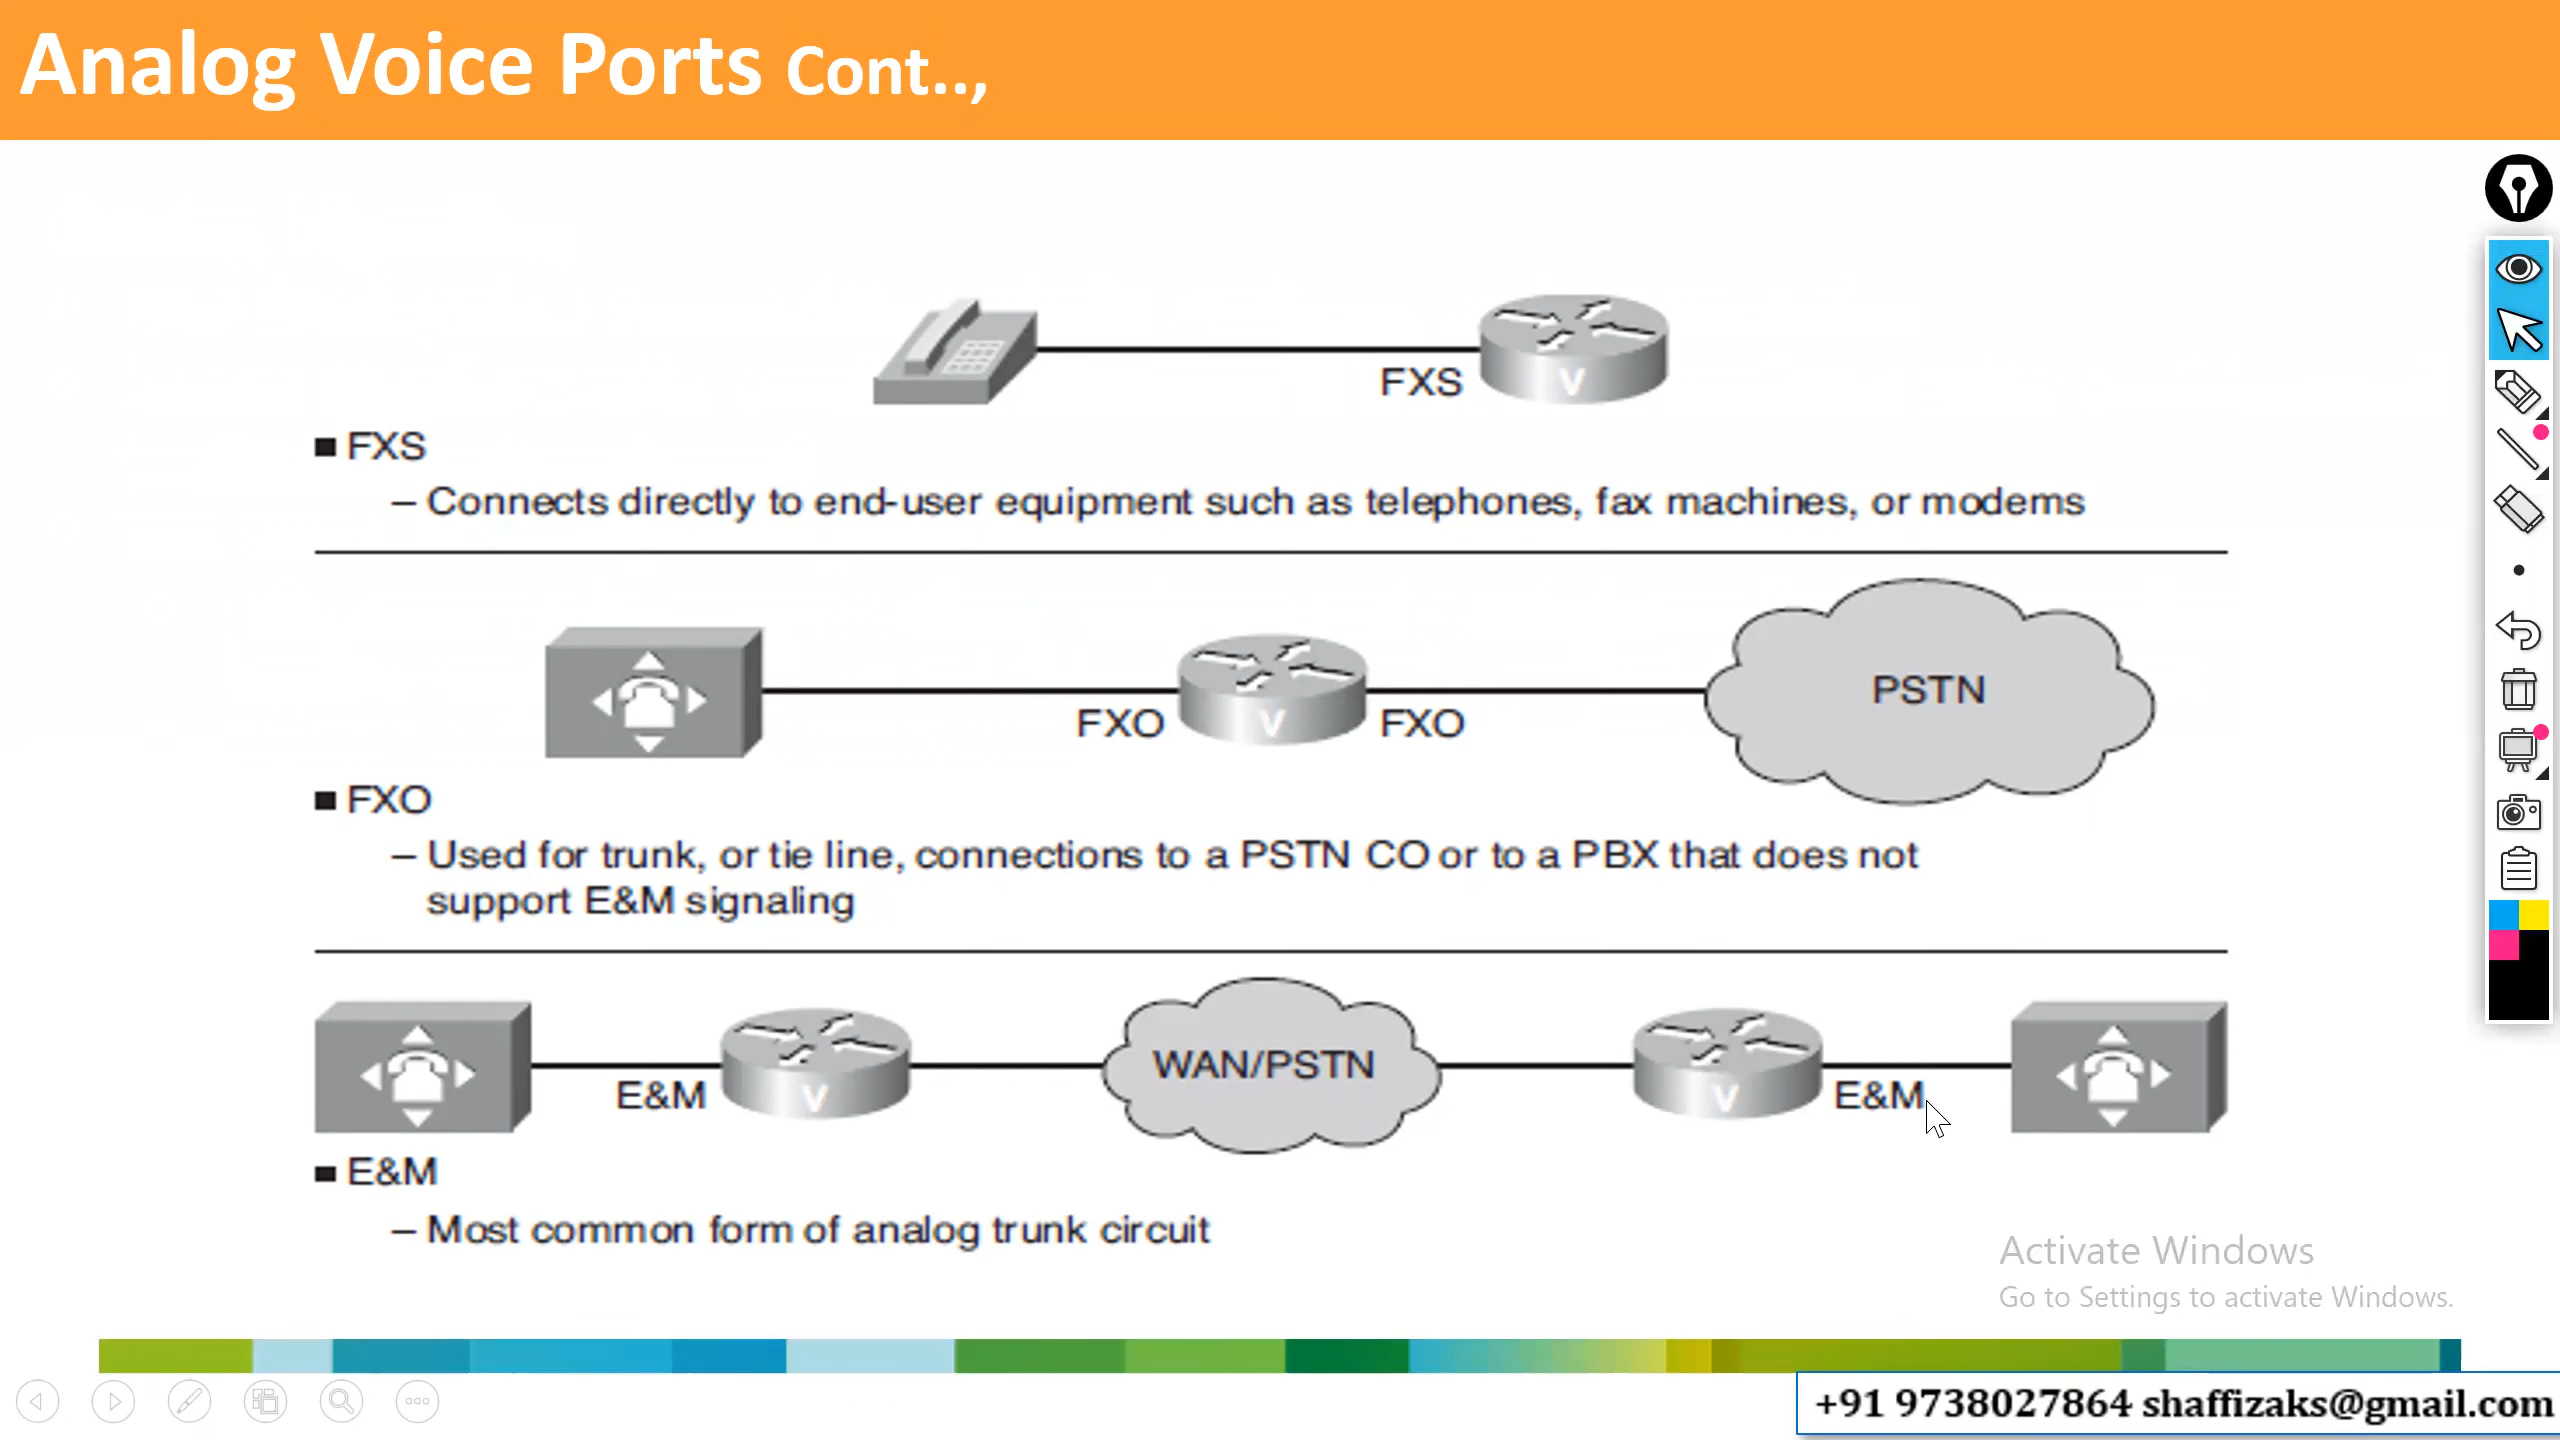 Analog Voice Ports Cont..,
FXS
V
■ FXS
– Connects directly to end-user equipment such as telephones, fax machines, or modems
PSTN
FXO
V
FXO
■ FXO
– Used for trunk, or tie line, connections to a PSTN CO or to a PBX that does not
support E&M signaling
WAN/PSTN
E&M
V
V
E&M
■ E&M
– Most common form of analog trunk circuit
Activate Windows
Go to Settings to activate Windows.
+91 9738027864 shaffizaks@gmail.com